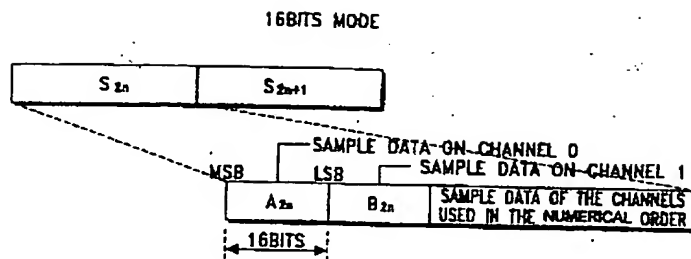 16BITS MODE
S2n S2n+1
SAMPLE DATA ON CHANNEL 0
MSB LSB SAMPLE DATA ON CHANNEL 1
A2n B2n SAMPLE DATA OF THE CHANNELS
USED IN THE NUMERICAL ORDER
16BITS